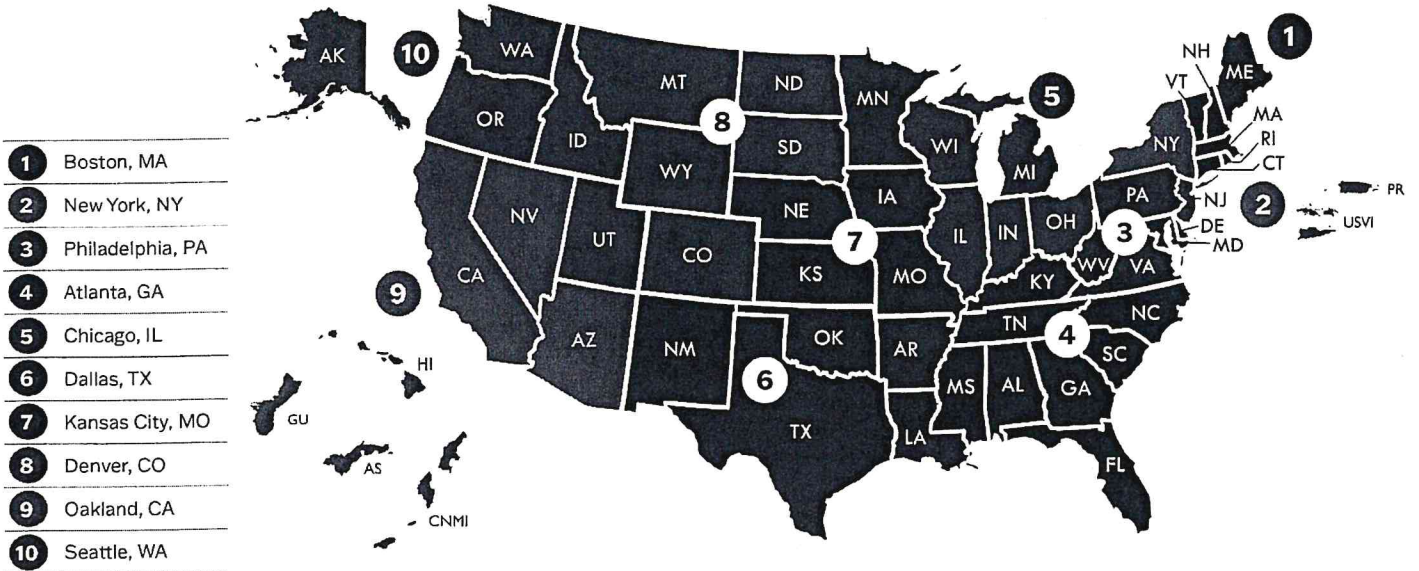 1 Boston, MA
2 New York, NY
3 Philadelphia, PA
4 Atlanta, GA
5 Chicago, IL
6 Dallas, TX
7 Kansas City, MO
8 Denver, CO
9 Oakland, CA
10 Seattle, WA
AK
10
WA
MT
ND
MN
5
NH
VT
ME
1
OR
ID
8
SD
WI
MI
NY
MA
RI
CT
WY
NV
UT
NE
IA
IL
IN
OH
PA
NJ
2
PR
USVI
3
DE
MD
CA
CO
KS
7
MO
KY
WV
VA
9
AZ
NM
OK
AR
TN
4
NC
SC
HI
6
MS
AL
GA
GU
TX
LA
FL
AS
CNMI